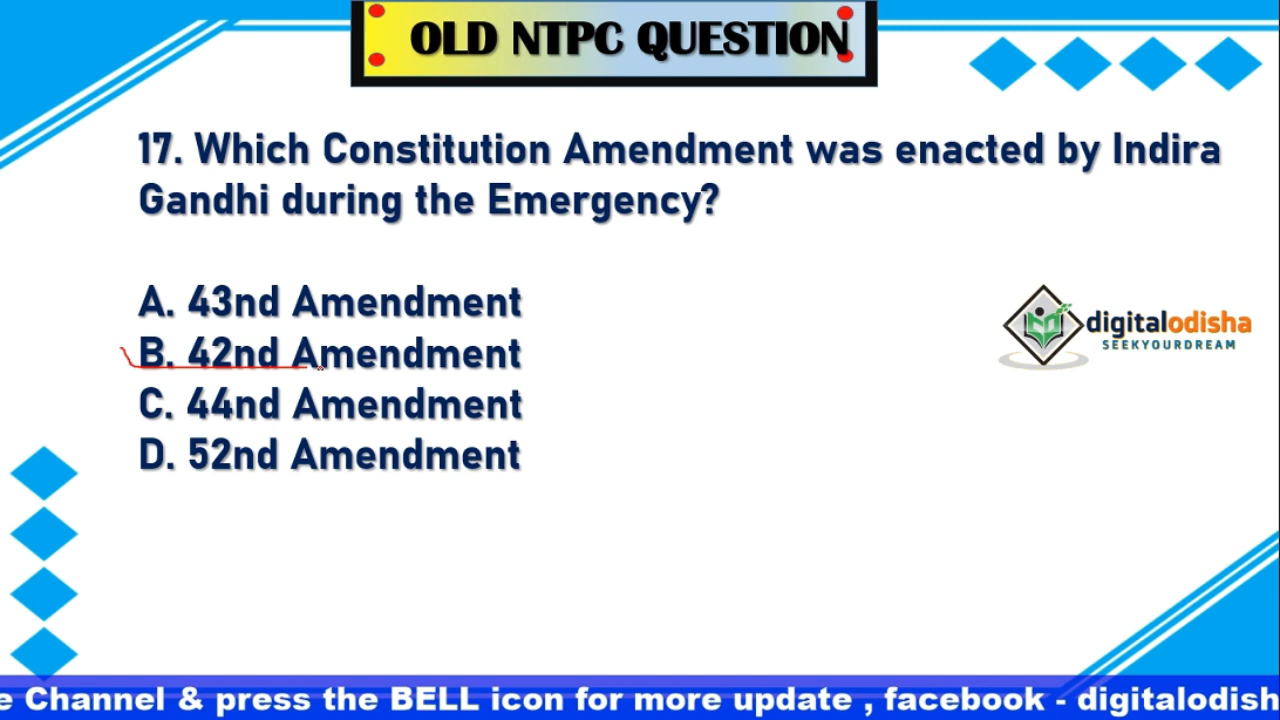 OLD NTPC QUESTION
17. Which Constitution Amendment was enacted by Indira
Gandhi during the Emergency?
A. 43nd Amendment
B. 42nd Amendment
C. 44nd Amendment
D. 52nd Amendment
digitalodisha
SEEKYOURDREAM
e Channel & press the BELL icon for more update , facebook - digitalodish